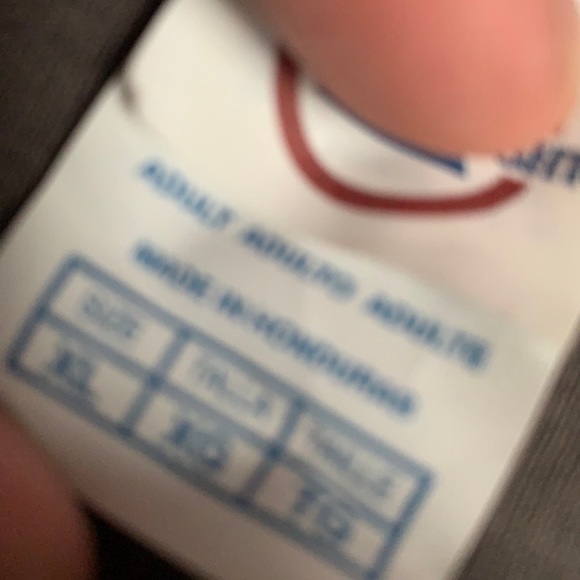 ADULT ADULTO ADULTE
MADE IN HONDURAS
SIZE TALLA TAILLE
XL XG TG